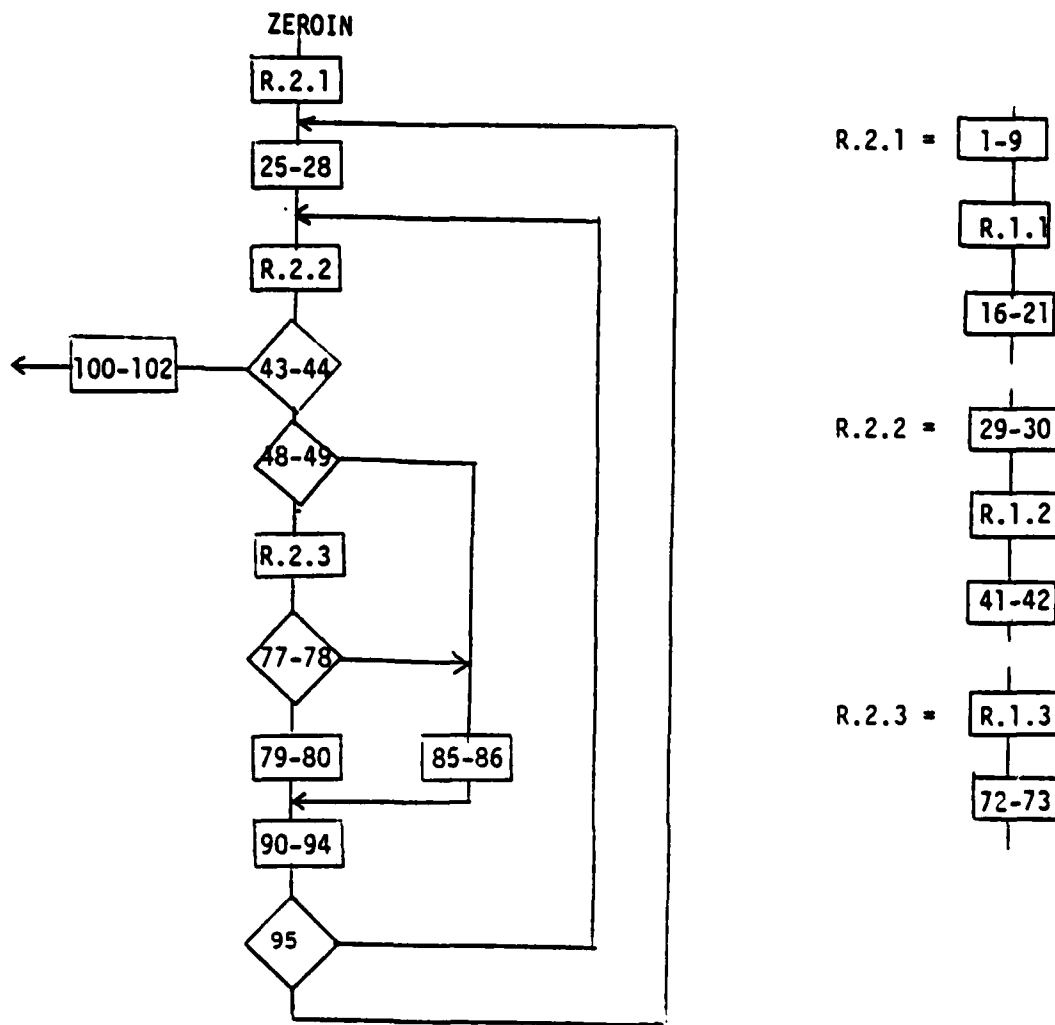 ZEROIN
R.2.1
25-28
R.2.2
100-102
43-44
48-49
R.2.3
77-78
79-80
85-86
90-94
95
R.2.1 =
1-9
R.1.1
16-21
R.2.2 =
29-30
R.1.2
41-42
R.2.3 =
R.1.3
72-73